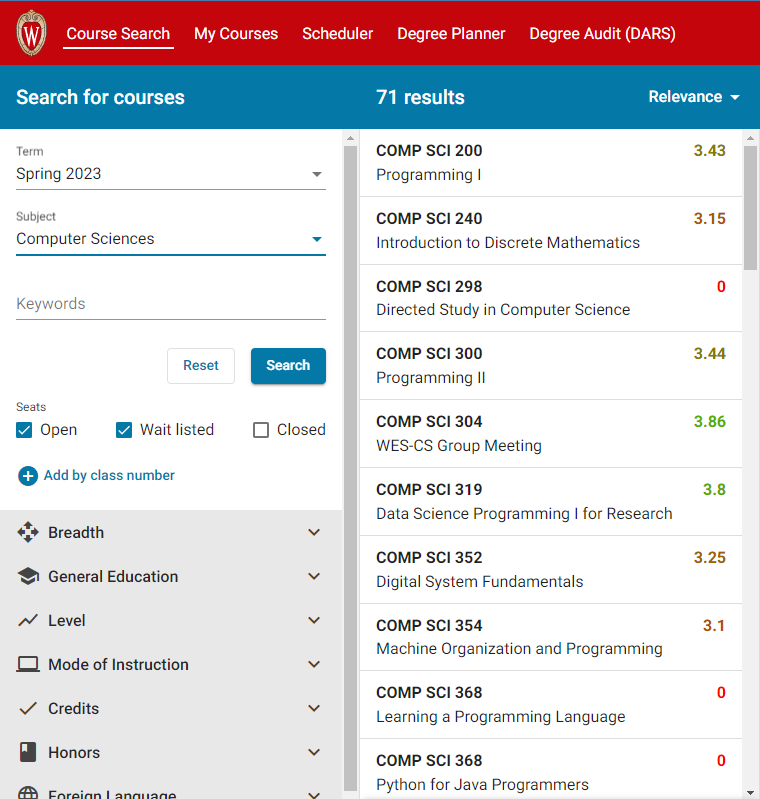 W
Course Search My Courses Scheduler Degree Planner Degree Audit (DARS)
Search for courses
Term
Spring 2023
Subject
Computer Sciences
Keywords
Reset Search
Seats
Open Wait listed Closed
Add by class number
Breadth
General Education
Level
Mode of Instruction
Credits
Honors
Foreign Language
71 results Relevance
COMP SCI 200 3.43
Programming I
COMP SCI 240 3.15
Introduction to Discrete Mathematics
COMP SCI 298 0
Directed Study in Computer Science
COMP SCI 300 3.44
Programming II
COMP SCI 304 3.86
WES-CS Group Meeting
COMP SCI 319 3.8
Data Science Programming I for Research
COMP SCI 352 3.25
Digital System Fundamentals
COMP SCI 354 3.1
Machine Organization and Programming
COMP SCI 368 0
Learning a Programming Language
COMP SCI 368 0
Python for Java Programmers